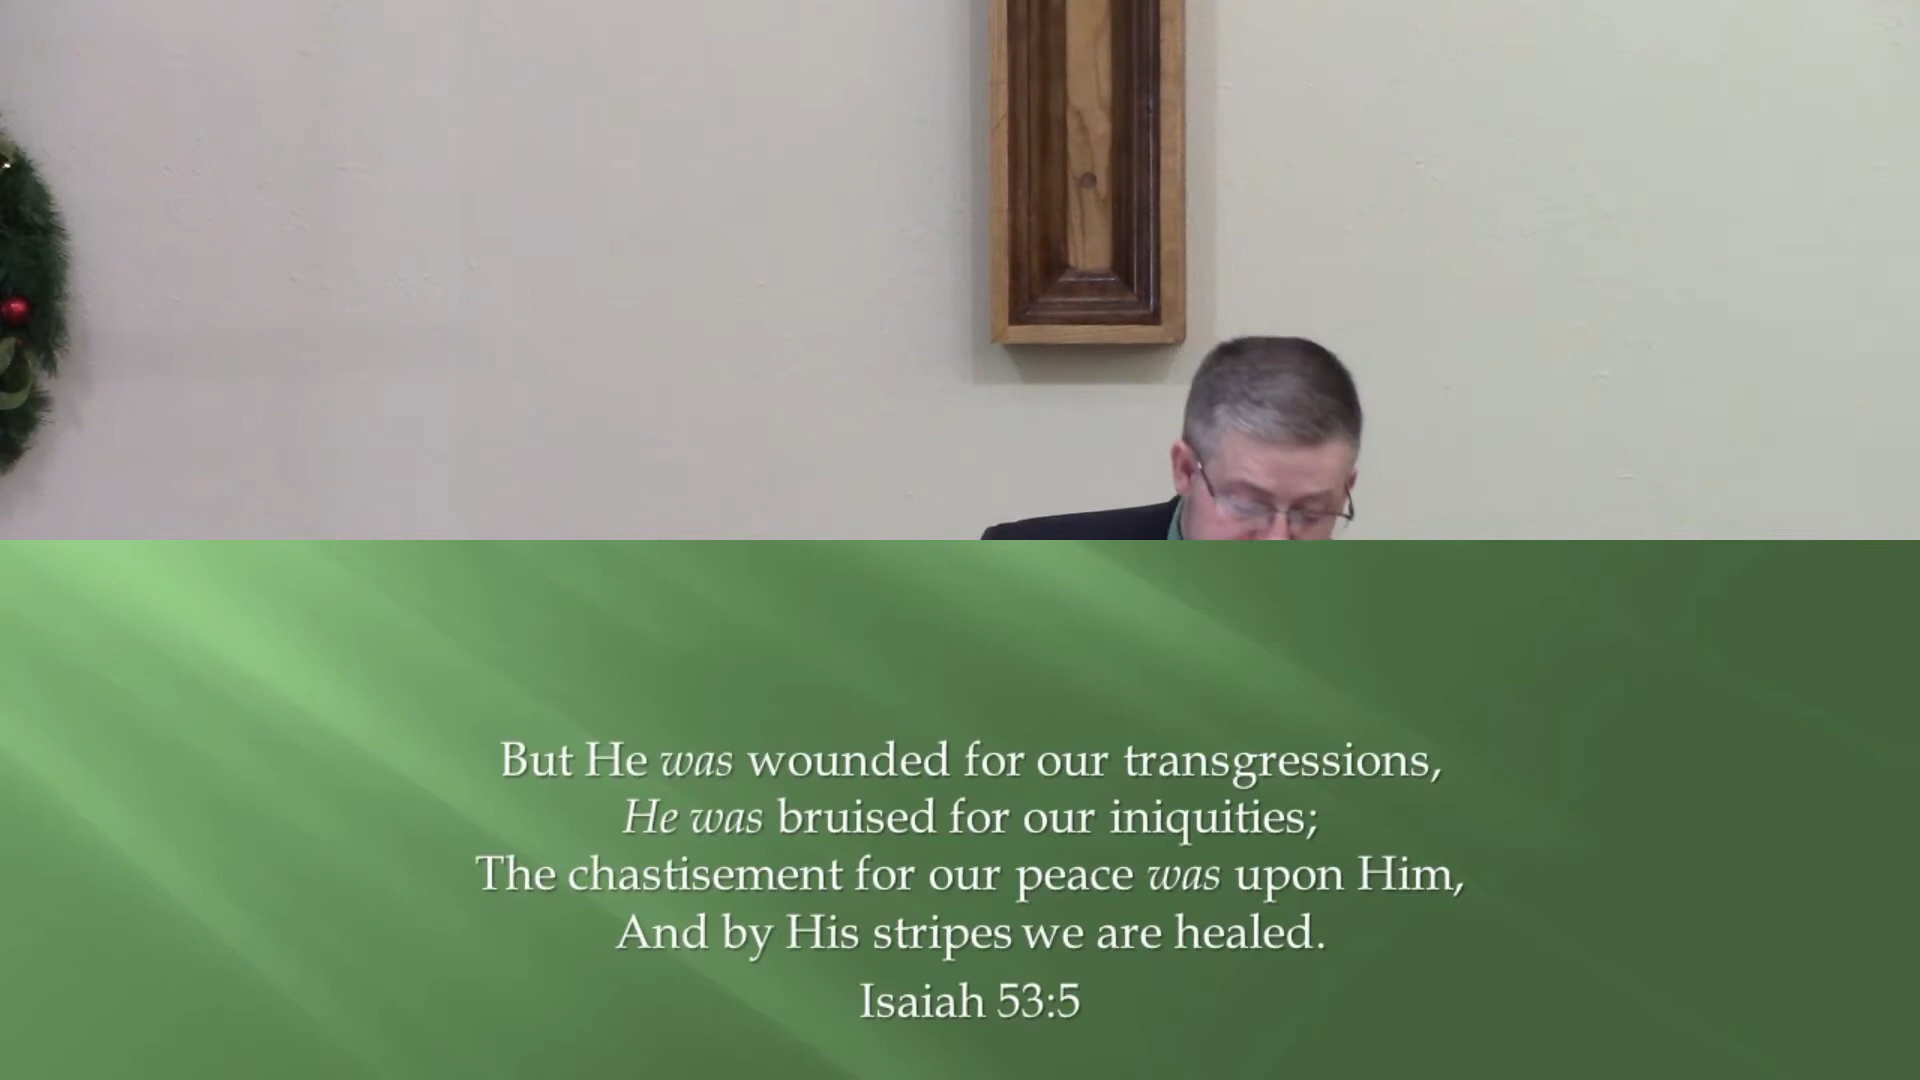 But He was wounded for our transgressions,
He was bruised for our iniquities;
The chastisement for our peace was upon Him,
And by His stripes we are healed.
Isaiah 53:5